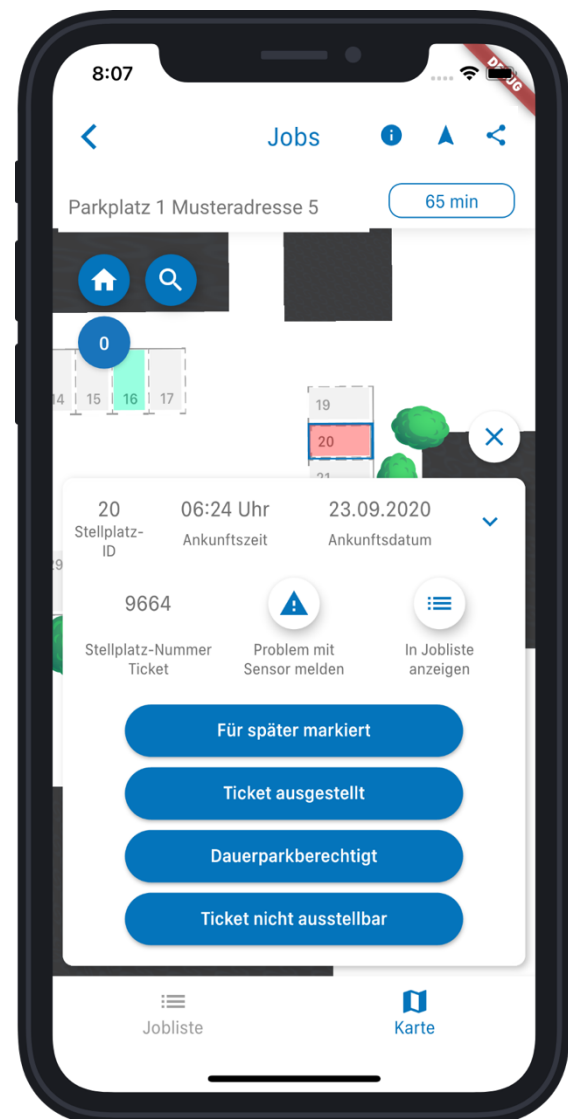 8:07
DEBUG
Jobs
Parkplatz 1 Musteradresse 5
65 min
0
14 15 16 17
19
20
21
29
20
Stellplatz-
ID
06:24 Uhr
Ankunftszeit
23.09.2020
Ankunftsdatum
9664
Stellplatz-Nummer
Ticket
Problem mit
Sensor melden
In Jobliste
anzeigen
Für später markiert
Ticket ausgestellt
Dauerparkberechtigt
Ticket nicht ausstellbar
Jobliste
Karte